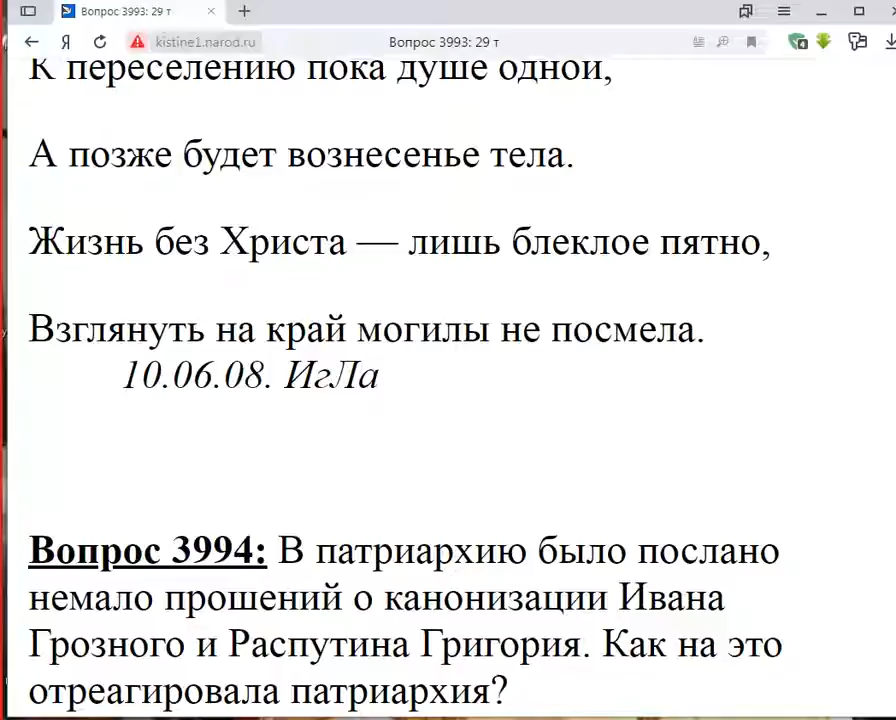 Вопрос 3993: 29 т
Я kistine1.narod.ru Вопрос 3993: 29 т
К переселению пока душе одной,
А позже будет вознесенье тела.
Жизнь без Христа — лишь блеклое пятно,
Взглянуть на край могилы не посмела.
10.06.08. ИгЛа
Вопрос 3994: В патриархию было послано
немало прошений о канонизации Ивана
Грозного и Распутина Григория. Как на это
отреагировала патриархия?